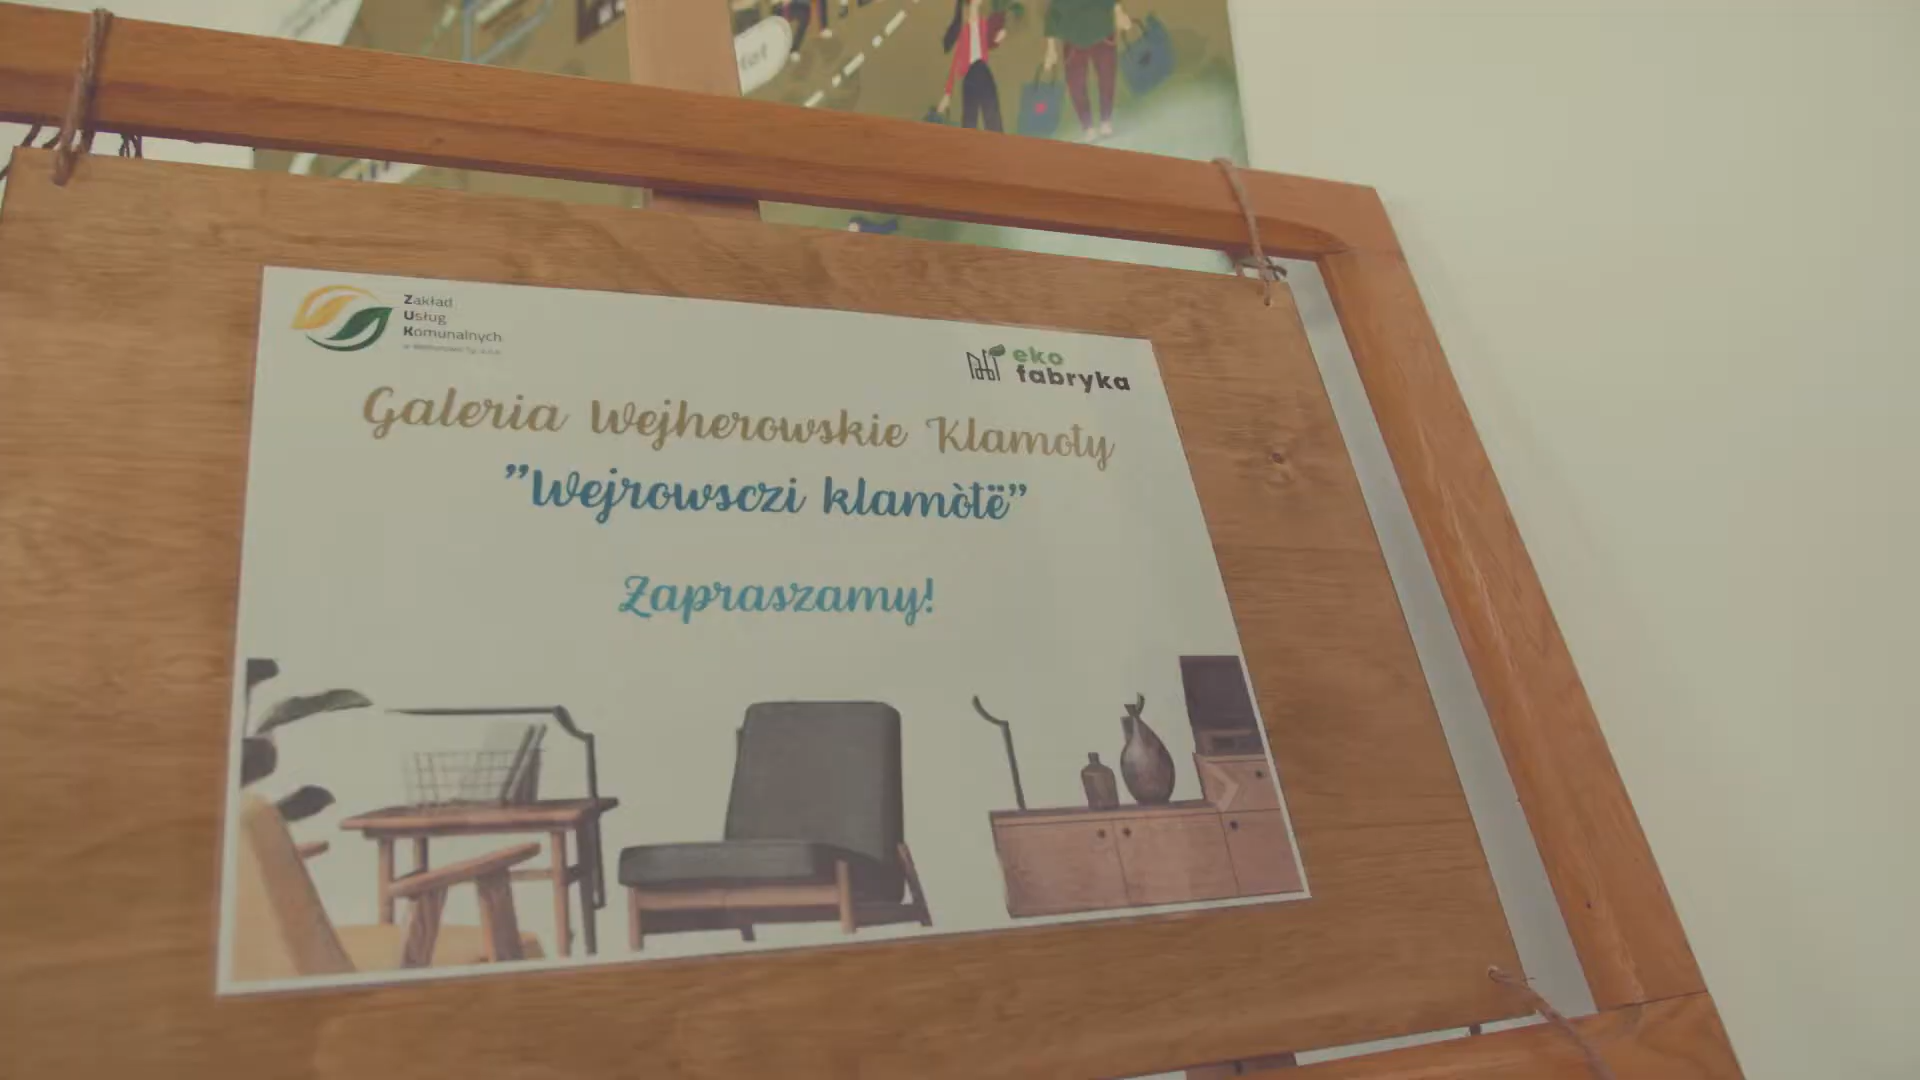 Zakład
Usług
Komunalnych
eko
fabryka
Galeria Wejherowskie Klamoty
”Wejrowsczi klamòtë”
Zapraszamy!